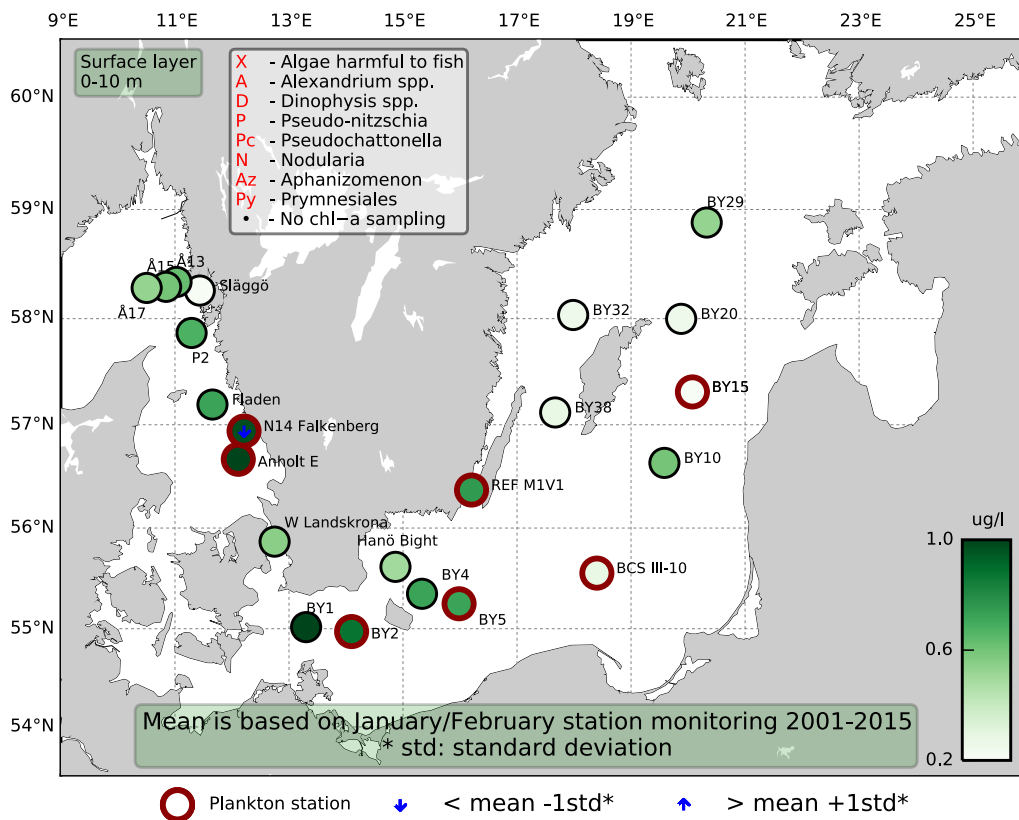 9°E 11°E 13°E 15°E 17°E 19°E 21°E 23°E 25°E
Surface layer
0-10 m
X - Algae harmful to fish
A - Alexandrium spp.
D - Dinophysis spp.
P - Pseudo-nitzschia
Pc - Pseudochattonella
N - Nodularia
Az - Aphanizomenon
Py - Prymnesiales
• - No chl−a sampling
60°N
59°N
58°N
57°N
56°N
55°N
54°N
BY29
Å15 Å13
Släggö
Å17
BY32
BY20
P2
BY15
Fladen
BY38
N14 Falkenberg
Anholt E
BY10
REF M1V1
W Landskrona
Hanö Bight
BCS III-10
BY4
BY1
BY5
BY2
ug/l
1.0
0.6
0.2
Mean is based on January/February station monitoring 2001-2015
* std: standard deviation
Plankton station < mean -1std* > mean +1std*